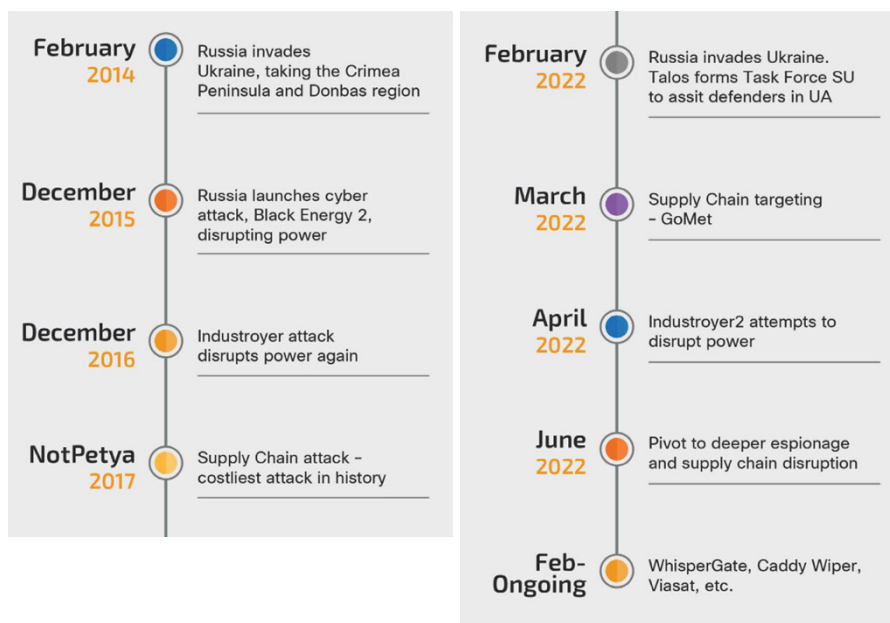 February
2014
Russia invades
Ukraine, taking the Crimea
Peninsula and Donbas region
December
2015
Russia launches cyber
attack, Black Energy 2,
disrupting power
December
2016
Industroyer attack
disrupts power again
NotPetya
2017
Supply Chain attack –
costliest attack in history
February
2022
Russia invades Ukraine.
Talos forms Task Force SU
to assit defenders in UA
March
2022
Supply Chain targeting
– GoMet
April
2022
Industroyer2 attempts to
disrupt power
June
2022
Pivot to deeper espionage
and supply chain disruption
Feb-
Ongoing
WhisperGate, Caddy Wiper,
Viasat, etc.